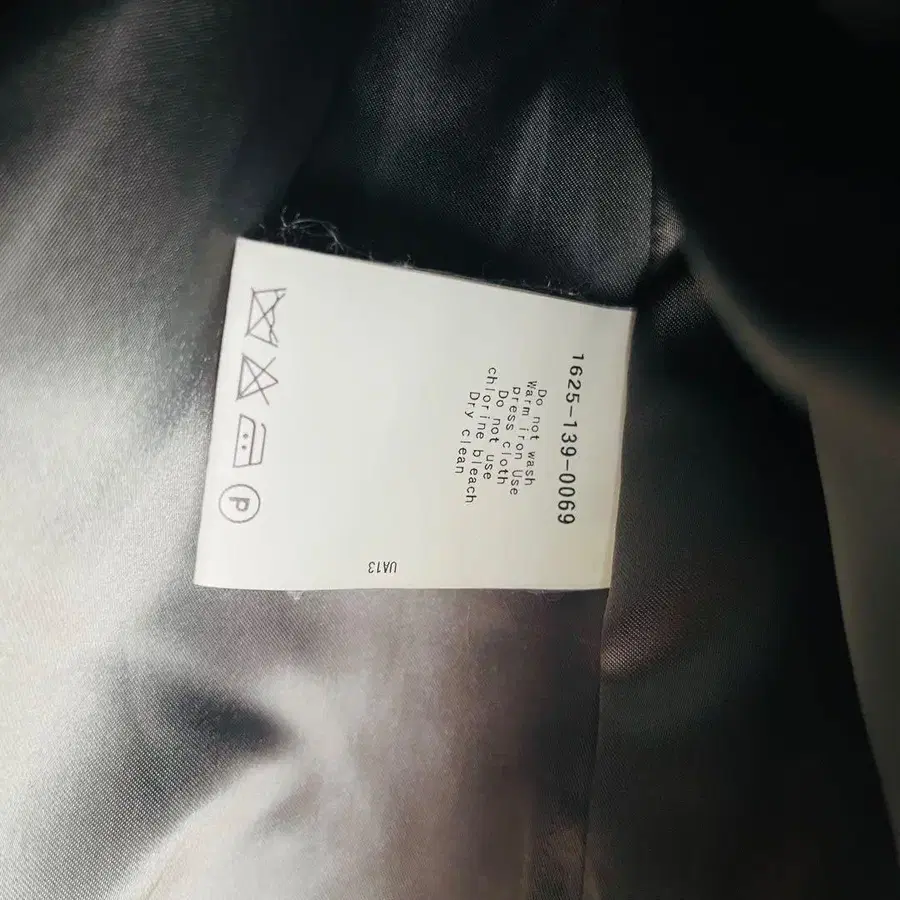 1625-139-0069
Do not wash
Warm iron Use
press cloth
Do not use
chlorine bleach
Dry clean
P
UA13